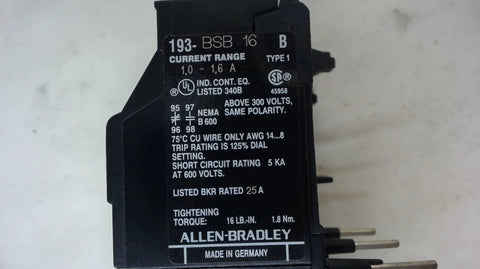 193-BSB 16 B
CURRENT RANGE TYPE 1
1,0 - 1,6 A
UL IND. CONT. EQ.
LISTED 340B
SA
45958
95 97
NEMA
B 600
96 98
ABOVE 300 VOLTS,
SAME POLARITY.
75°C CU WIRE ONLY AWG 14...8
TRIP RATING IS 125% DIAL
SETTING.
SHORT CIRCUIT RATING 5 KA
AT 600 VOLTS.
LISTED BKR RATED 25A
TIGHTENING
TORQUE: 16 LB.-IN. 1.8 Nm.
ALLEN-BRADLEY
MADE IN GERMANY